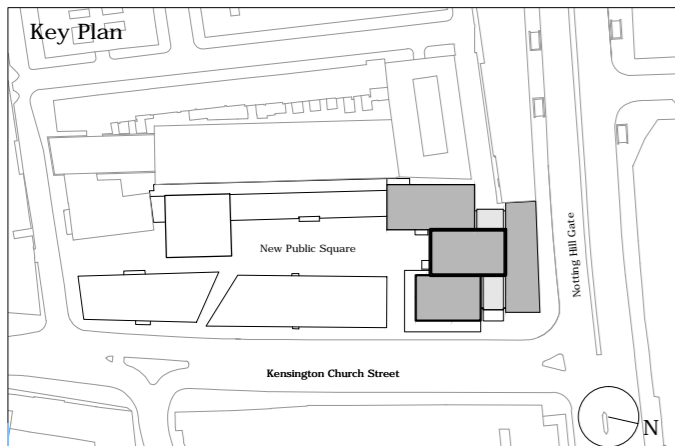 Key Plan
New Public Square
Notting Hill Gate
Kensington Church Street
N